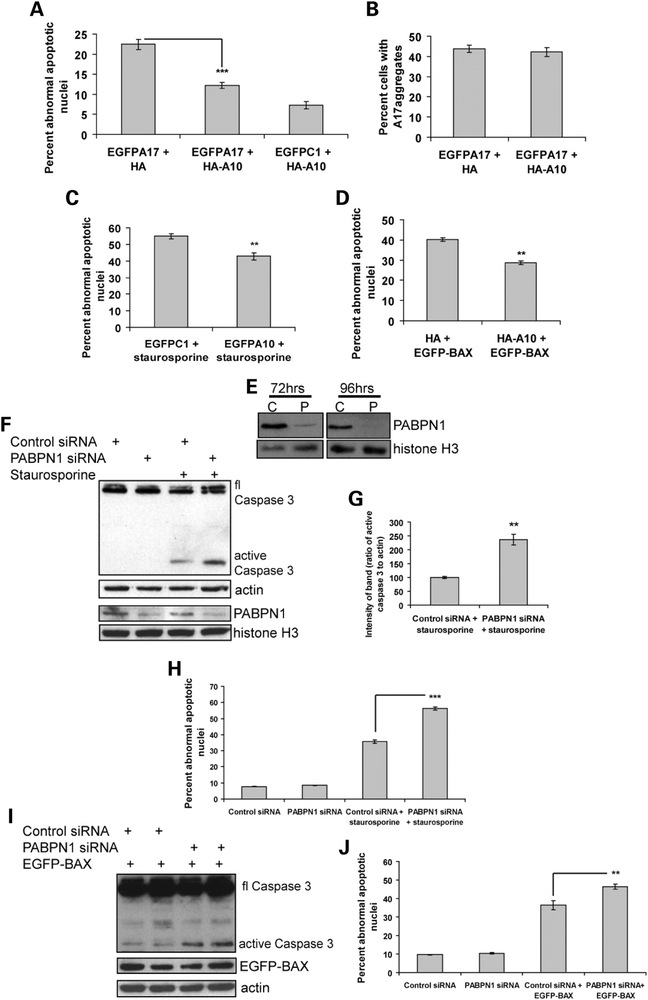 A
Percent abnormal apoptotic
nuclei
25
20
15
10
5
0
***
EGFPA17 +
HA
EGFPA17 +
HA-A10
EGFPC1 +
HA-A10
B
Percent cells with
A17aggregates
50
40
30
20
10
0
EGFPA17 +
HA
EGFPA17 +
HA-A10
C
Percent abnormal apoptotic
nuclei
60
50
40
30
20
10
0
**
EGFPC1 +
staurosporine
EGFPA10 +
staurosporine
D
Percent abnormal apoptotic
nuclei
50
40
30
20
10
0
**
HA +
EGFP-BAX
HA-A10 +
EGFP-BAX
E
72hrs 96hrs
C P C P
PABPN1
histone H3
F
Control siRNA + +
PABPN1 siRNA + +
Staurosporine + +
fl
Caspase 3
active
Caspase 3
actin
PABPN1
histone H3
G
Intensity of band (ratio of active
caspase 3 to actin)
300
250
200
150
100
50
0
**
Control siRNA +
staurosporine
PABPN1 siRNA
+ staurosporine
H
Percent abnormal apoptotic
nuclei
70
60
50
40
30
20
10
0
***
Control siRNA
PABPN1 siRNA
Control siRNA +
staurosporine
PABPN1 siRNA
+ staurosporine
I
Control siRNA + +
PABPN1 siRNA + +
EGFP-BAX + + + +
fl Caspase 3
active Caspase 3
EGFP-BAX
actin
J
Percent abnormal apoptotic
nuclei
60
50
40
30
20
10
0
**
Control siRNA
PABPN1 siRNA
Control siRNA +
EGFP-BAX
PABPN1 siRNA+
EGFP-BAX